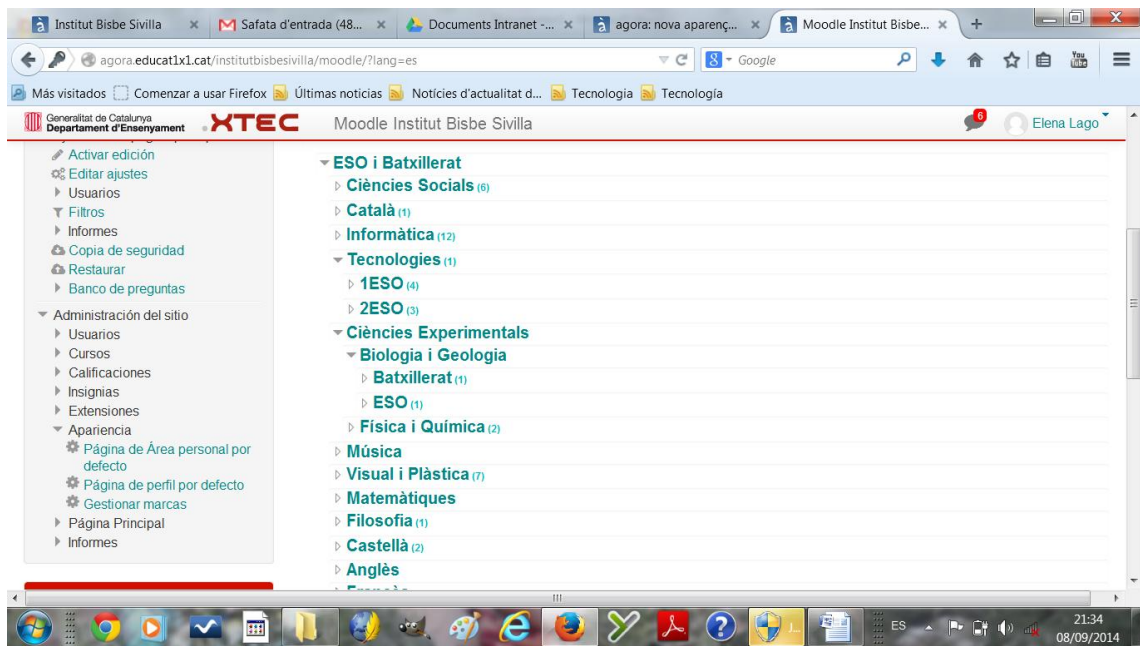 Institut Bisbe Sivilla
Safata d'entrada (48...
Documents Intranet -...
agora: nova aparenç...
Moodle Institut Bisbe...
agora.educat1x1.cat/institutbisbesivilla/moodle/?lang=es
Google
You Tube
Más visitados
Comenzar a usar Firefox
Últimas noticias
Notícies d'actualitat d...
Tecnologia
Tecnología
Generalitat de Catalunya
Departament d'Ensenyament
XTEC
Moodle Institut Bisbe Sivilla
6
Elena Lago
Activar edición
Editar ajustes
Usuarios
Filtros
Informes
Copia de seguridad
Restaurar
Banco de preguntas
Administración del sitio
Usuarios
Cursos
Calificaciones
Insignias
Extensiones
Apariencia
Página de Área personal por
defecto
Página de perfil por defecto
Gestionar marcas
Página Principal
Informes
ESO i Batxillerat
Ciències Socials (6)
Català (1)
Informàtica (12)
Tecnologies (1)
1ESO (4)
2ESO (3)
Ciències Experimentals
Biologia i Geologia
Batxillerat (1)
ESO (1)
Física i Química (2)
Música
Visual i Plàstica (7)
Matemàtiques
Filosofia (1)
Castellà (2)
Anglès
ES
21:34
08/09/2014